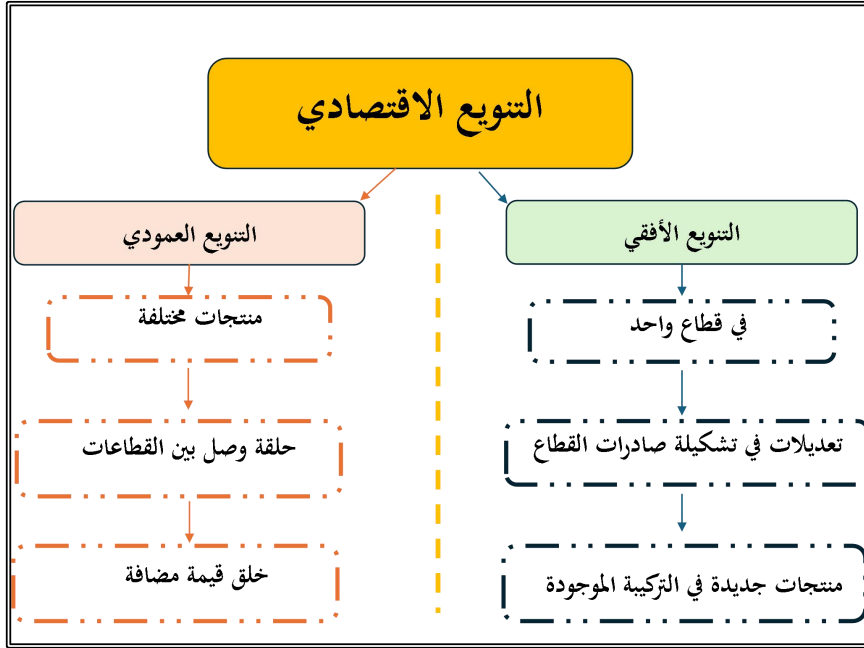 التنويع الاقتصادي
التنويع الأفقي
في قطاع واحد
تعديلات في تشكيلة صادرات القطاع
منتجات جديدة في التركيبة الموجودة
التنويع العمودي
منتجات مختلفة
حلقة وصل بين القطاعات
خلق قيمة مضافة